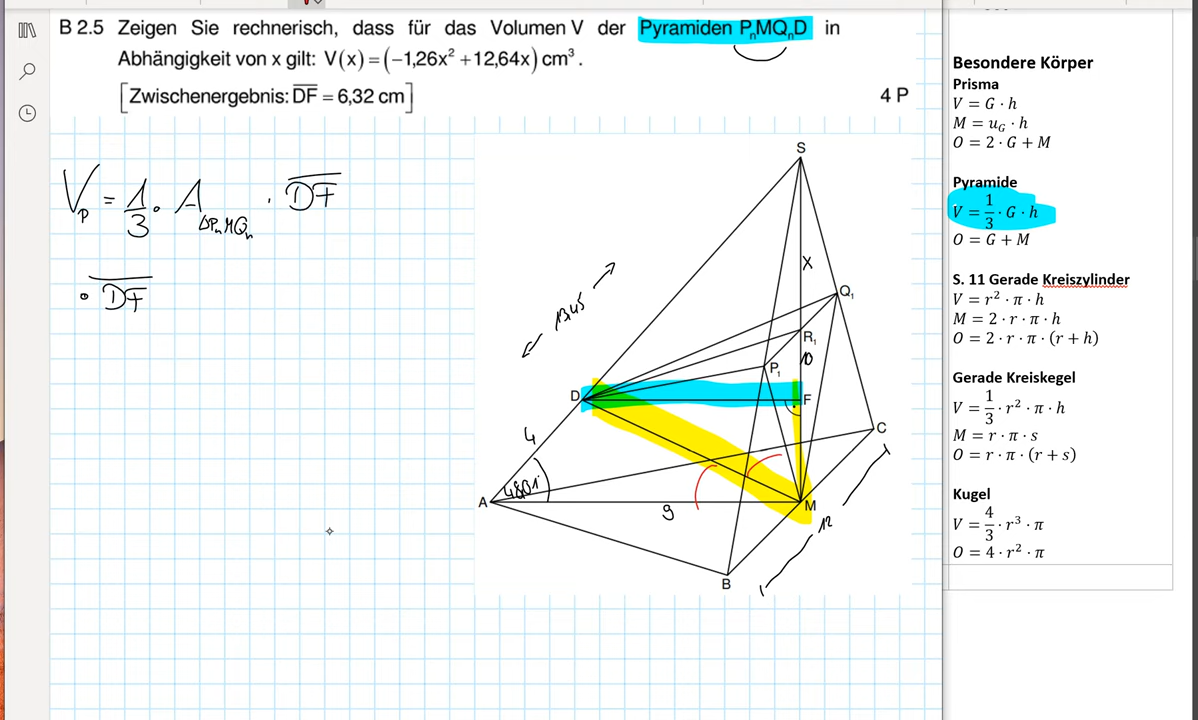 B 2.5 Zeigen Sie rechnerisch, dass für das Volumen V der Pyramiden PₙMQₙD in
Abhängigkeit von x gilt: V(x) = (−1,26x² + 12,64x) cm³.
[Zwischenergebnis: D̅F̅ = 6,32 cm]
4 P
V_P = 1/3 · A_ΔPₙMQₙ · D̅F̅
· D̅F̅
S
X
Q₁
13,45
R₁
10
P₁
D
F
C
4
48,01°
A
9
M
12
B
Besondere Körper
Prisma
V = G · h
M = u_G · h
O = 2 · G + M
Pyramide
V = 1/3 · G · h
O = G + M
S. 11 Gerade Kreiszylinder
V = r² · π · h
M = 2 · r · π · h
O = 2 · r · π · (r + h)
Gerade Kreiskegel
V = 1/3 · r² · π · h
M = r · π · s
O = r · π · (r + s)
Kugel
V = 4/3 · r³ · π
O = 4 · r² · π